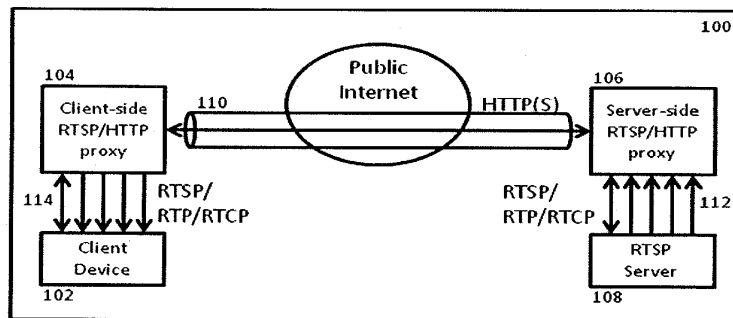 100
104
Client-side
RTSP/HTTP
proxy
110
Public
Internet
HTTP(S)
106
Server-side
RTSP/HTTP
proxy
114
RTSP/
RTP/RTCP
RTSP/
RTP/RTCP
112
Client
Device
102
RTSP
Server
108